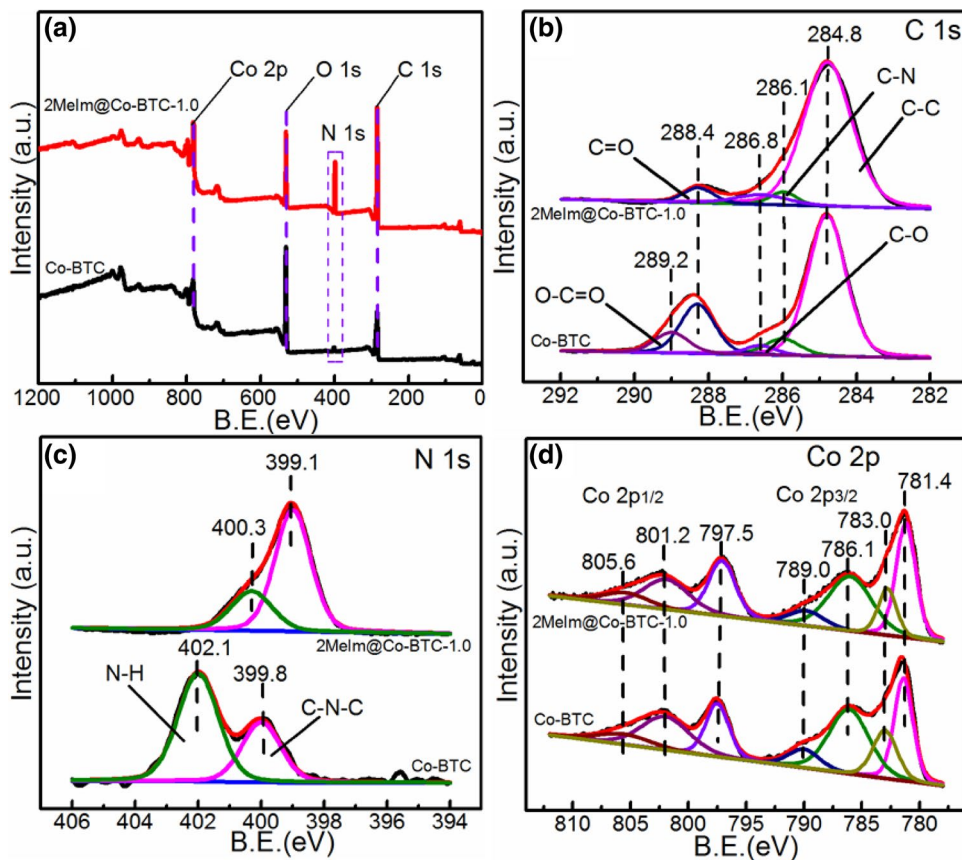 (a)
Co 2p
O 1s
C 1s
2MeIm@Co-BTC-1.0
N 1s
Co-BTC
Intensity (a.u.)
1200 1000 800 600 400 200 0
B.E.(eV)
(b)
C 1s
284.8
286.1
C-N
288.4
286.8
C-C
C=O
2MeIm@Co-BTC-1.0
289.2
C-O
O-C=O
Co-BTC
Intensity (a.u.)
292 290 288 286 284 282
B.E.(eV)
(c)
N 1s
399.1
400.3
2MeIm@Co-BTC-1.0
402.1
N-H
399.8
C-N-C
Co-BTC
Intensity (a.u.)
406 404 402 400 398 396 394
B.E.(eV)
(d)
Co 2p
781.4
Co 2p1/2
Co 2p3/2
783.0
801.2
797.5
786.1
805.6
789.0
2MeIm@Co-BTC-1.0
Co-BTC
Intensity (a.u.)
810 805 800 795 790 785 780
B.E.(eV)